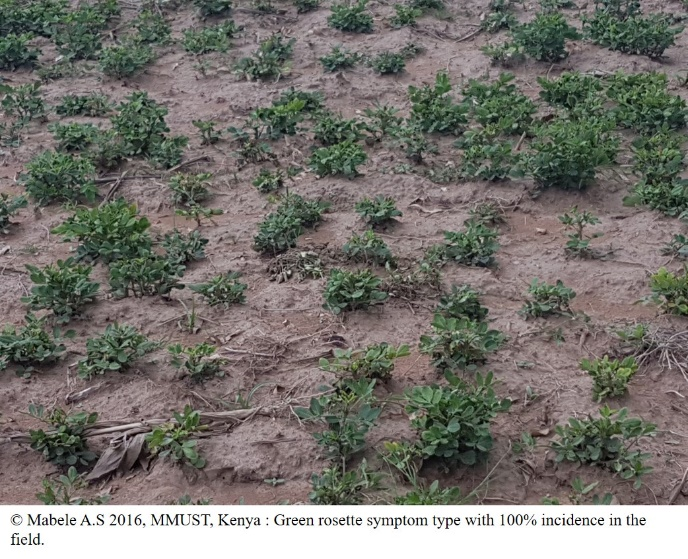 © Mabele A.S 2016, MMUST, Kenya : Green rosette symptom type with 100% incidence in the
field.